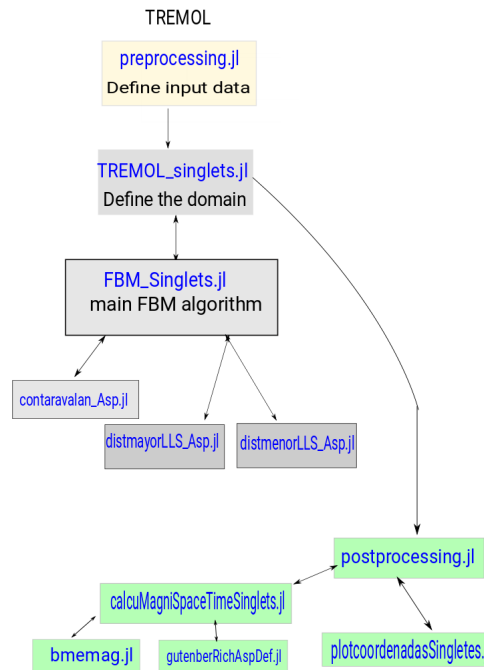 TREMOL
preprocessing.jl
Define input data
TREMOL_singlets.jl
Define the domain
FBM_Singlets.jl
main FBM algorithm
contaravalan_Asp.jl
distmayorLLS_Asp.jl
distmenorLLS_Asp.jl
postprocessing.jl
calcuMagniSpaceTimeSinglets.jl
bmemag.jl
gutenberRichAspDef.jl
plotcoordenadasSingletes.